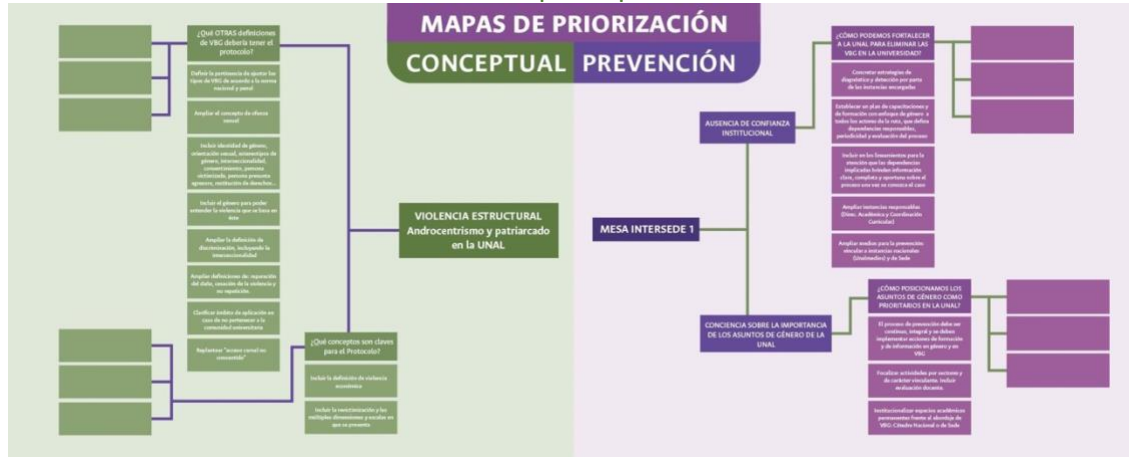 MAPAS DE PRIORIZACIÓN
CONCEPTUAL PREVENCIÓN
¿Qué OTRAS definiciones
de VBG debería tener el
protocolo?
Definir la pertinencia de ajustar los
tipos de VBG de acuerdo a la norma
nacional y penal
Ampliar el concepto de ofensa
sexual
Incluir identidad de género,
orientación sexual, estereotipos de
género, interseccionalidad,
consentimiento, persona
victimizada, persona presunta
agresora, restitución de derechos...
Incluir el género para poder
entender la violencia que se basa en
éste
Ampliar la definición de
discriminación, incluyendo la
interseccionalidad
Ampliar definiciones de: reparación
del daño, cesación de la violencia y
no repetición.
Clarificar ámbito de aplicación en
caso de no pertenecer a la
comunidad universitaria
Replantear "acceso carnal no
consentido"
¿Qué conceptos son claves
para el Protocolo?
Incluir la definición de violencia
económica
Incluir la revictimización y las
múltiples dimensiones y escalas en
que se presenta
VIOLENCIA ESTRUCTURAL
Androcentrismo y patriarcado
en la UNAL
MESA INTERSEDE 1
AUSENCIA DE CONFIANZA
INSTITUCIONAL
¿CÓMO PODEMOS FORTALECER
A LA UNAL PARA ELIMINAR LAS
VBG EN LA UNIVERSIDAD?
Concretar estrategias de
diagnóstico y detección por parte
de las instancias encargadas
Establecer un plan de capacitaciones y
de formación con enfoque de género a
todos los actores de la ruta, que defina
dependencias responsables,
periodicidad y evaluación del proceso
Incluir en los lineamientos para la
atención que las dependencias
implicadas brinden información
clara, completa y oportuna sobre el
proceso una vez se conozca el caso
Ampliar instancias responsables
(Direc. Académica y Coordinación
Curricular)
Ampliar medios para la prevención
vincular a instancias nacionales
(Unimedios) y de Sede
CONCIENCIA SOBRE LA IMPORTANCIA
DE LOS ASUNTOS DE GÉNERO DE LA
UNAL
¿CÓMO POSICIONAMOS LOS
ASUNTOS DE GÉNERO COMO
PRIORITARIOS EN LA UNAL?
El proceso de prevención debe ser
continuo, integral y se deben
implementar acciones de formación
y de información en género y en
VBG
Focalizar actividades por sectores y
de carácter vinculante. Incluir
evaluación docente.
Institucionalizar espacios académicos
permanentes frente al abordaje de
VBG: Cátedra Nacional o de Sede